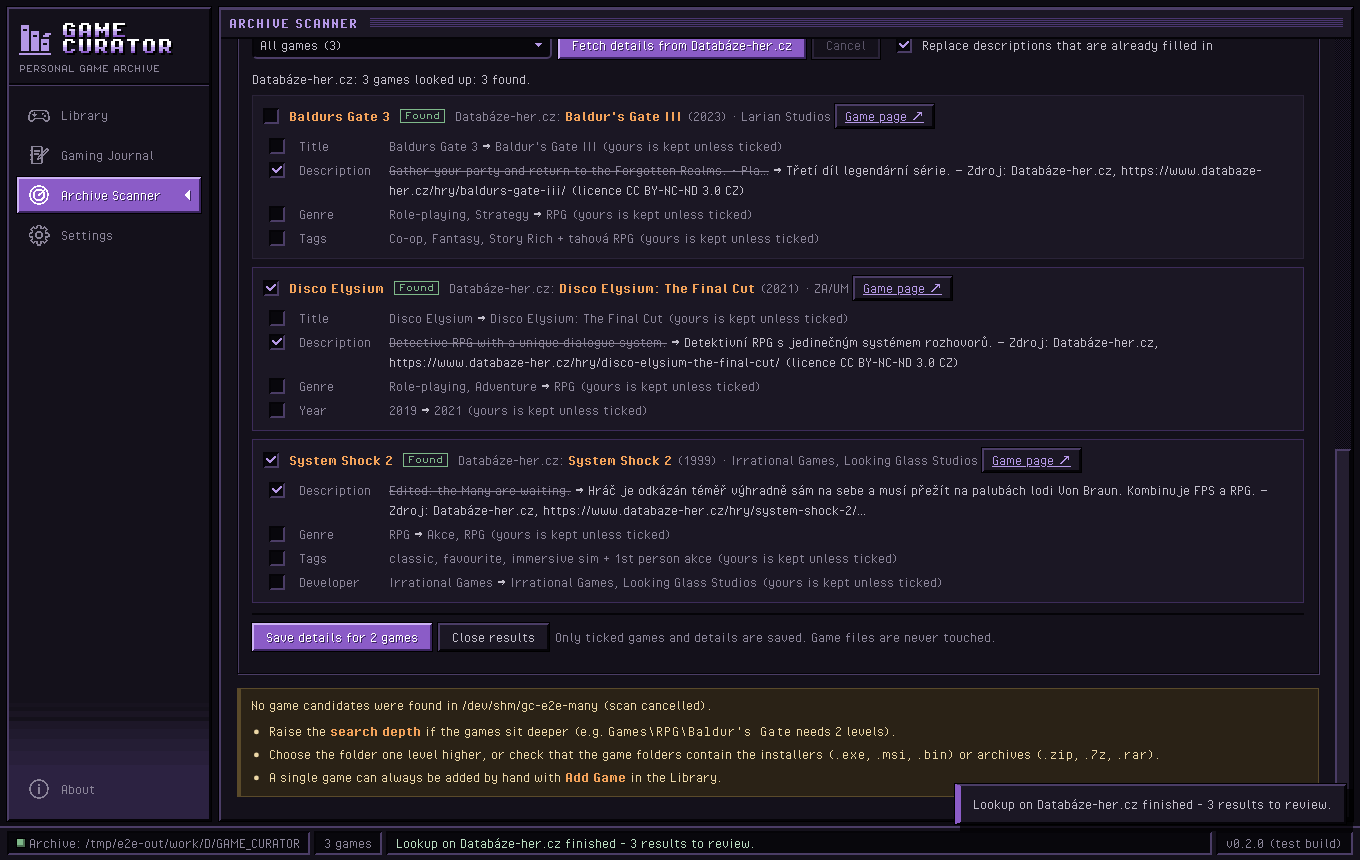 GAME
CURATOR
PERSONAL GAME ARCHIVE
Library
Gaming Journal
Archive Scanner
Settings
About
ARCHIVE SCANNER
All games (3)
Fetch details from Databáze-her.cz
Cancel
Replace descriptions that are already filled in
Databáze-her.cz: 3 games looked up: 3 found.
Baldurs Gate 3 Found Databáze-her.cz: Baldur's Gate III (2023) · Larian Studios Game page ↗
Title Baldurs Gate 3 → Baldur's Gate III (yours is kept unless ticked)
Description Gather your party and return to the Forgotten Realms. - Pla… → Třetí díl legendární série. – Zdroj: Databáze-her.cz, https://www.databaze-
her.cz/hry/baldurs-gate-iii/ (licence CC BY-NC-ND 3.0 CZ)
Genre Role-playing, Strategy → RPG (yours is kept unless ticked)
Tags Co-op, Fantasy, Story Rich + tahová RPG (yours is kept unless ticked)
Disco Elysium Found Databáze-her.cz: Disco Elysium: The Final Cut (2021) · ZA/UM Game page ↗
Title Disco Elysium → Disco Elysium: The Final Cut (yours is kept unless ticked)
Description Detective RPG with a unique dialogue system. → Detektivní RPG s jedinečným systémem rozhovorů. – Zdroj: Databáze-her.cz,
https://www.databaze-her.cz/hry/disco-elysium-the-final-cut/ (licence CC BY-NC-ND 3.0 CZ)
Genre Role-playing, Adventure → RPG (yours is kept unless ticked)
Year 2019 → 2021 (yours is kept unless ticked)
System Shock 2 Found Databáze-her.cz: System Shock 2 (1999) · Irrational Games, Looking Glass Studios Game page ↗
Description Edited: the Many are waiting. → Hráč je odkázán téměř výhradně sám na sebe a musí přežít na palubách lodi Von Braun. Kombinuje FPS a RPG. –
Zdroj: Databáze-her.cz, https://www.databaze-her.cz/hry/system-shock-2/…
Genre RPG → Akce, RPG (yours is kept unless ticked)
Tags classic, favourite, immersive sim + 1st person akce (yours is kept unless ticked)
Developer Irrational Games → Irrational Games, Looking Glass Studios (yours is kept unless ticked)
Save details for 2 games
Close results
Only ticked games and details are saved. Game files are never touched.
No game candidates were found in /dev/shm/gc-e2e-many (scan cancelled).
• Raise the search depth if the games sit deeper (e.g. Games\RPG\Baldur's Gate needs 2 levels).
• Choose the folder one level higher, or check that the game folders contain the installers (.exe, .msi, .bin) or archives (.zip, .7z, .rar).
• A single game can always be added by hand with Add Game in the Library.
Lookup on Databáze-her.cz finished - 3 results to review.
Archive: /tmp/e2e-out/work/D/GAME_CURATOR
3 games
Lookup on Databáze-her.cz finished - 3 results to review.
v0.2.0 (test build)